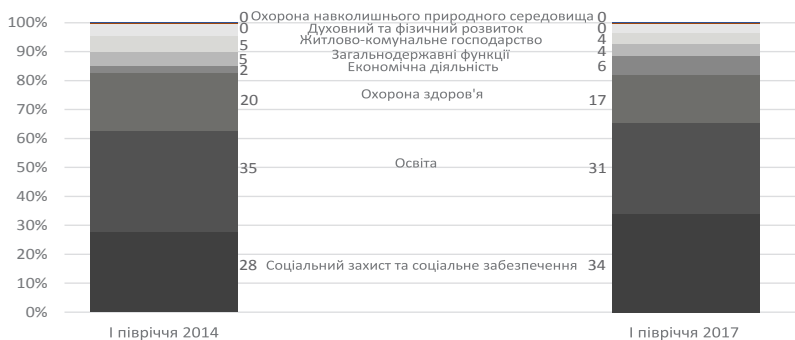 100%
90%
80%
70%
60%
50%
40%
30%
20%
10%
0%
0 Охорона навколишнього природного середовища 0
0 Духовний та фізичний розвиток 0
5 Житлово-комунальне господарство 4
5 Загальнодержавні функції 4
2 Економічна діяльність 6
20 Охорона здоров'я 17
35 Освіта 31
28 Соціальний захист та соціальне забезпечення 34
І півріччя 2014
І півріччя 2017